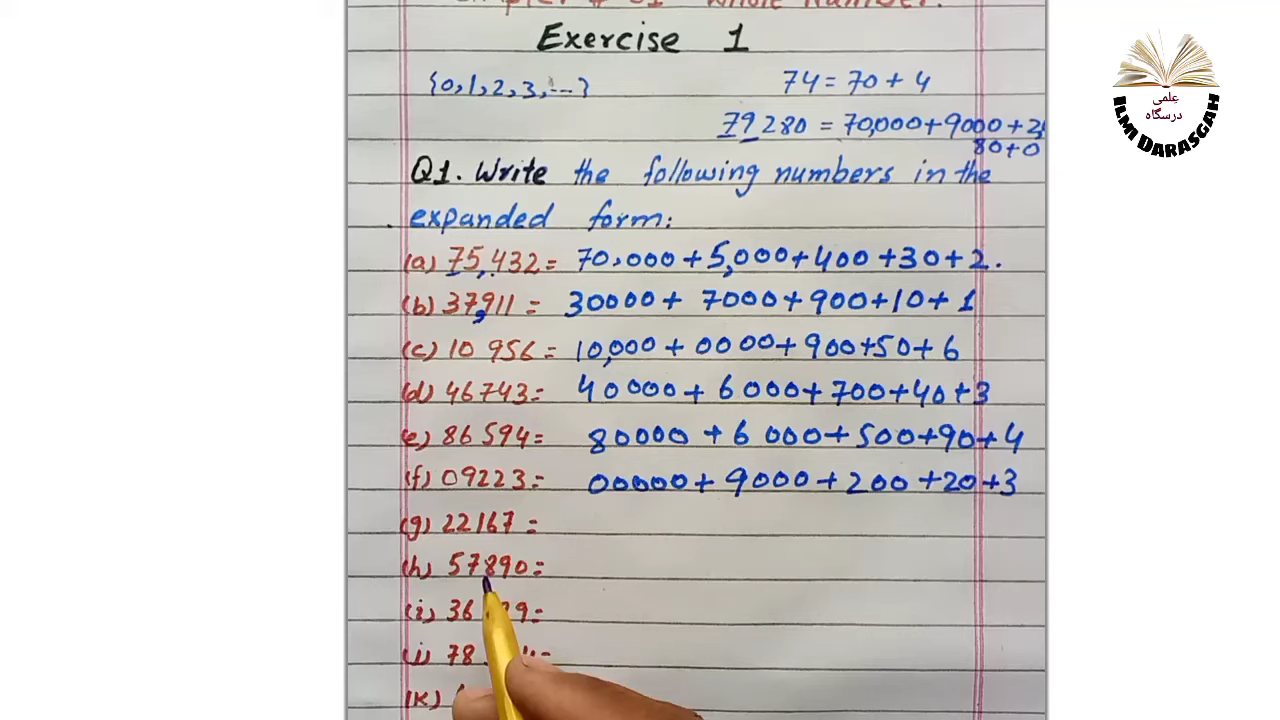 Exercise 1
{0,1,2,3,...}
74 = 70 + 4
79 280 = 70,000+9000+2
80+0
Q1. Write the following numbers in the
expanded form:
(a) 75,432 = 70,000+5,000+400+30+2.
(b) 37,911 = 30000+ 7000+900+10+1
(c) 10 956 = 10,000+0000+900+50+6
(d) 46743= 40000+6000+700+40+3
(e) 86 594= 80000+6 000+500+90+4
(f) 09223= 00000+9000+200+20+3
(g) 22167 =
(h) 57890=
(i) 36
(j) 78
(K)
علمی
درسگاه
ILMI DARASGAH